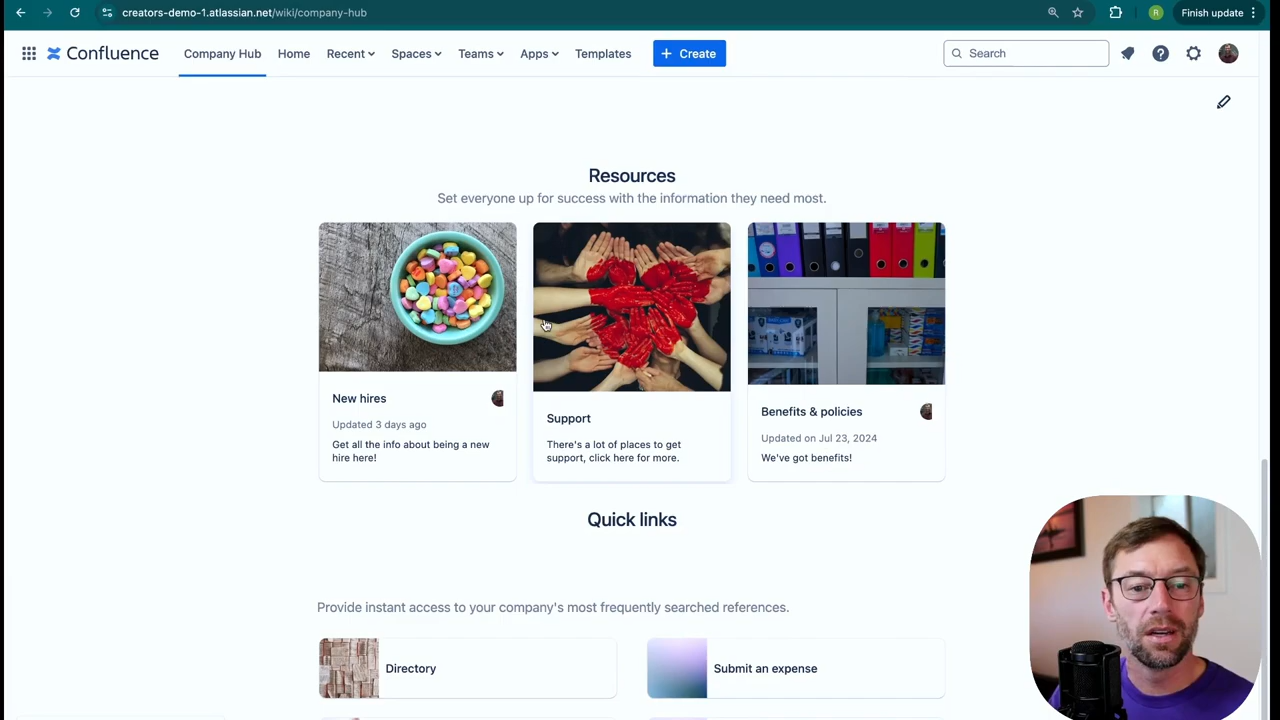 creators-demo-1.atlassian.net/wiki/company-hub
R
Finish update
Confluence
Company Hub
Home
Recent
Spaces
Teams
Apps
Templates
+ Create
Search
Resources
Set everyone up for success with the information they need most.
New hires
Updated 3 days ago
Get all the info about being a new
hire here!
Support
There's a lot of places to get
support, click here for more.
Benefits & policies
Updated on Jul 23, 2024
We've got benefits!
Quick links
Provide instant access to your company's most frequently searched references.
Directory
Submit an expense